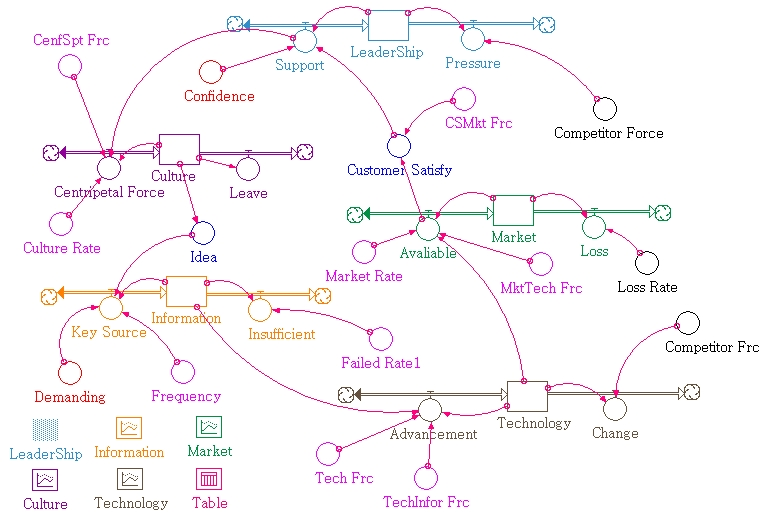 CenfSpt Frc
LeaderShip
Support
Pressure
Confidence
CSMkt Frc
Competitor Force
Customer Satisfy
Culture
Centripetal Force
Leave
Culture Rate
Idea
Market
Avaliable
Loss
Market Rate
MktTech Frc
Loss Rate
Information
Key Source
Insufficient
Failed Rate1
Competitor Frc
Demanding
Frequency
Technology
Advancement
Change
LeaderShip
Information
Market
Tech Frc
TechInfor Frc
Culture
Technology
Table